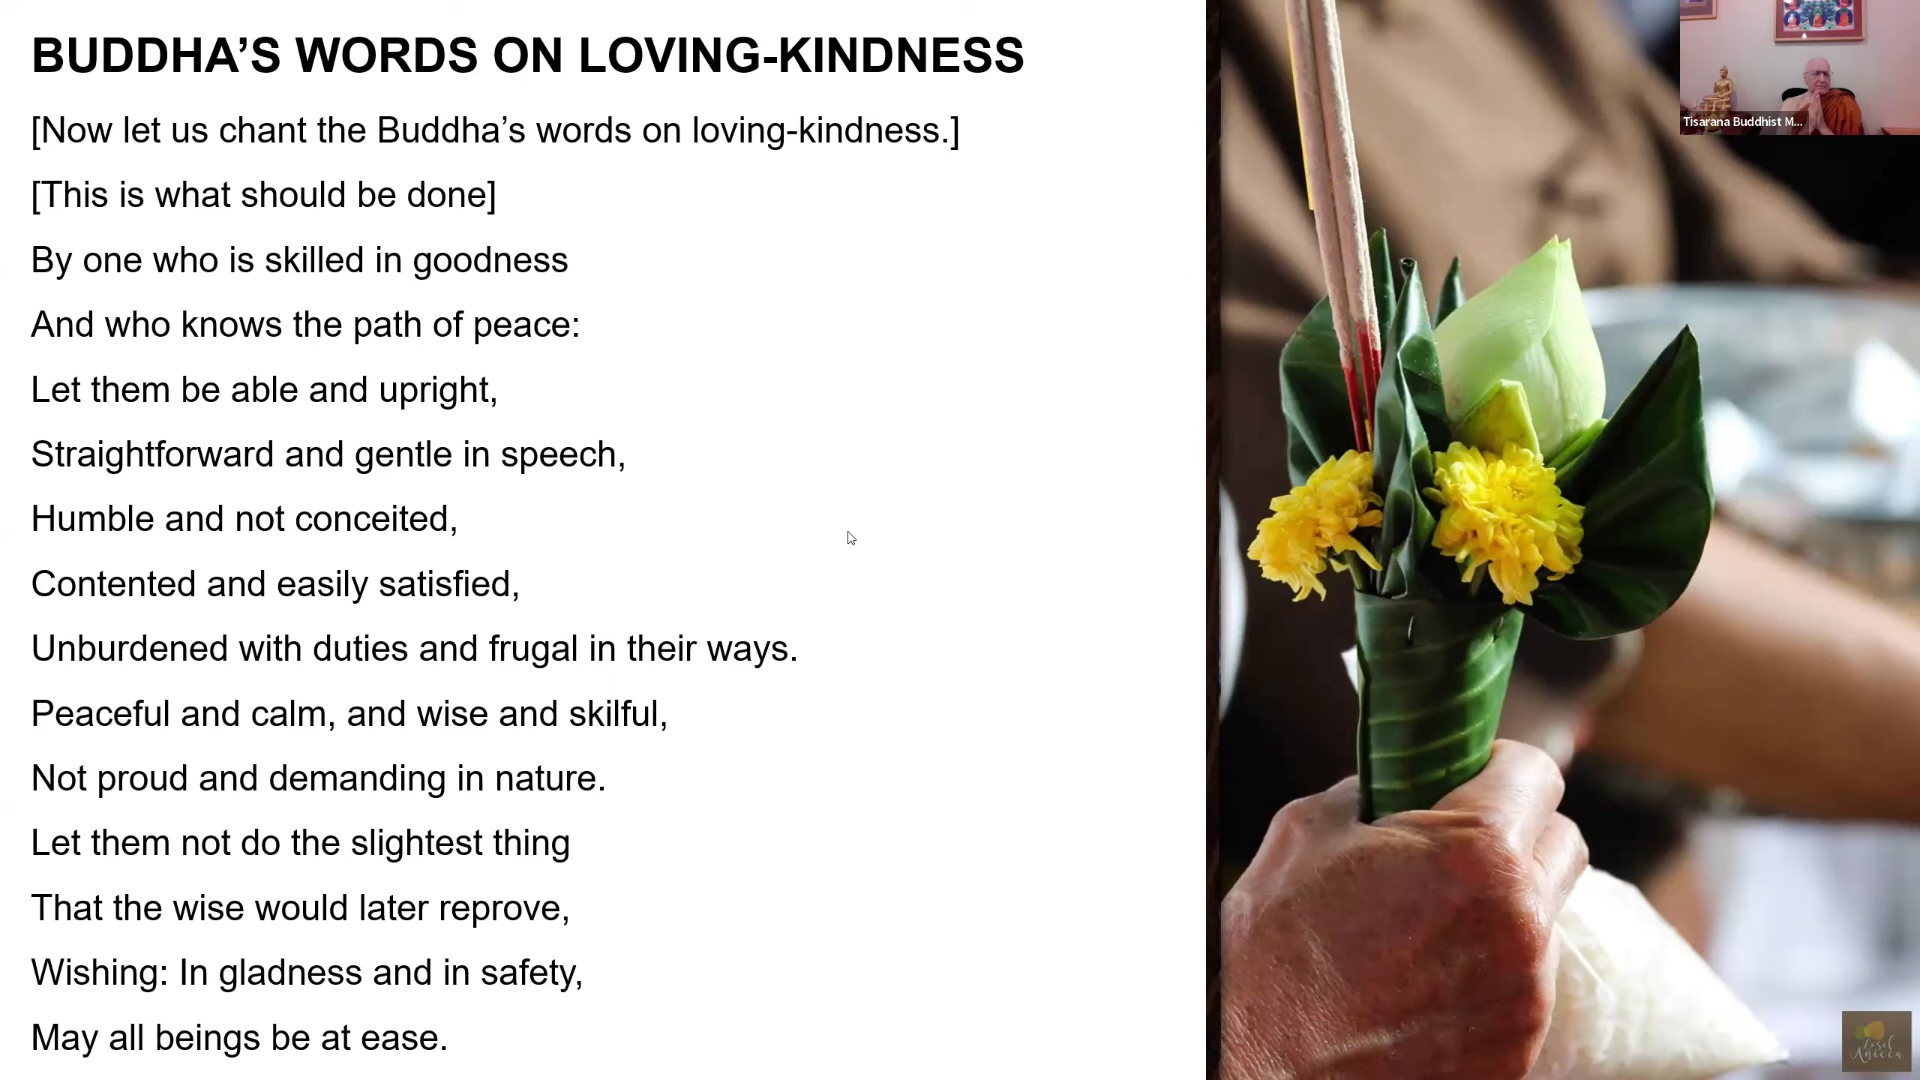 BUDDHA’S WORDS ON LOVING-KINDNESS
[Now let us chant the Buddha’s words on loving-kindness.]
[This is what should be done]
By one who is skilled in goodness
And who knows the path of peace:
Let them be able and upright,
Straightforward and gentle in speech,
Humble and not conceited,
Contented and easily satisfied,
Unburdened with duties and frugal in their ways.
Peaceful and calm, and wise and skilful,
Not proud and demanding in nature.
Let them not do the slightest thing
That the wise would later reprove,
Wishing: In gladness and in safety,
May all beings be at ease.
Tisarana Buddhist M...
Anicca